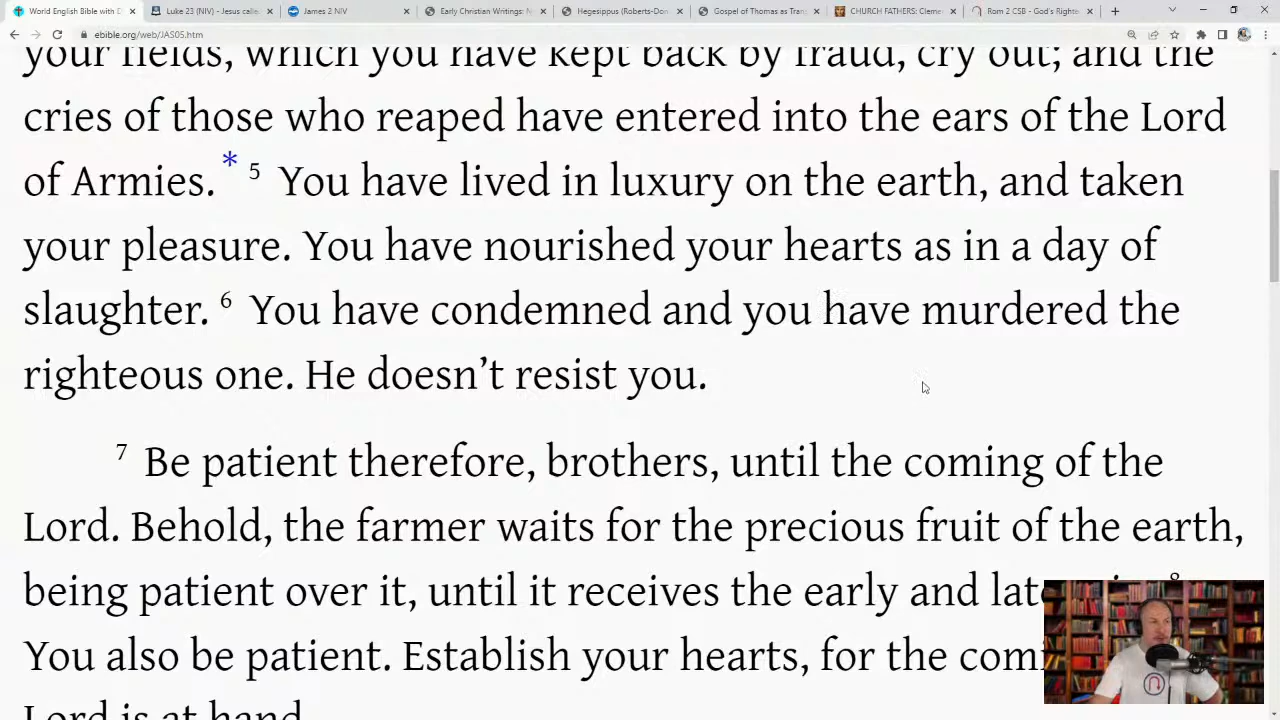 World English Bible with D
Luke 23 (NIV) - Jesus calle
James 2 NIV
Early Christian Writings: N
Hegesippus (Roberts-Don
Gospel of Thomas as Tran
CHURCH FATHERS: Cleme
Rom 2 CSB - God's Righte
ebible.org/web/JAS05.htm
your fields, which you have kept back by fraud, cry out; and the
cries of those who reaped have entered into the ears of the Lord
of Armies. * 5 You have lived in luxury on the earth, and taken
your pleasure. You have nourished your hearts as in a day of
slaughter. 6 You have condemned and you have murdered the
righteous one. He doesn’t resist you.
7 Be patient therefore, brothers, until the coming of the
Lord. Behold, the farmer waits for the precious fruit of the earth,
being patient over it, until it receives the early and late
You also be patient. Establish your hearts, for the com
Lord is at hand.